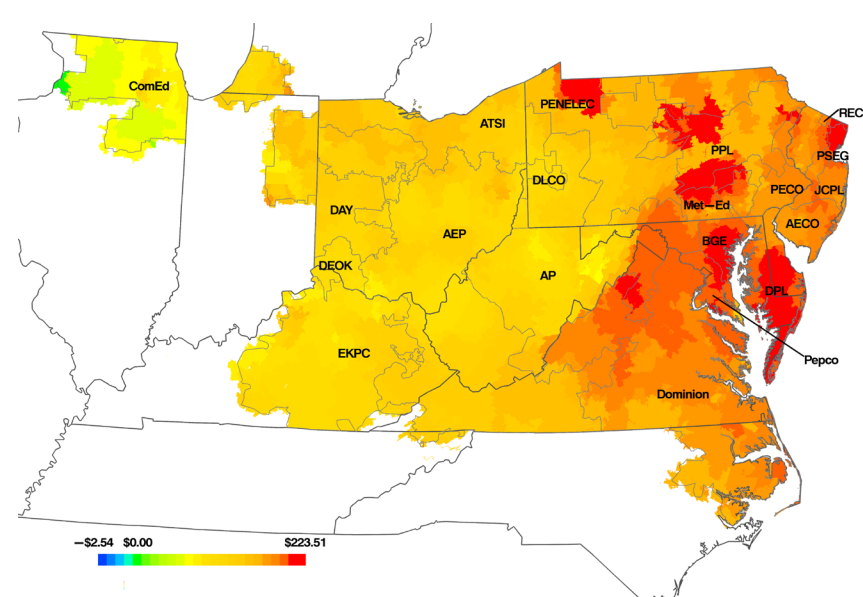 ComEd
PENELEC
REC
ATSI
PPL
PSEG
DLCO
PECO
JCPL
Met—Ed
DAY
AECO
AEP
BGE
DEOK
AP
DPL
EKPC
Pepco
Dominion
—$2.54 $0.00 $223.51